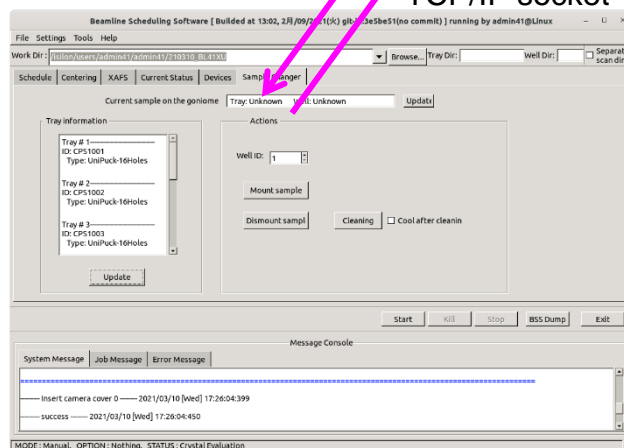 TCP/IP socket
Beamline Scheduling Software [ Builded at 13:02, 2月/09/2021(火) git-
e5be51(no commit) ] running by admin41@Linux
File Settings Tools Help
Work Dir : /admin41/210310_BL41XU Browse... Tray Dir: Well Dir: Separat
scan dir
Schedule Centering XAFS Current Status Devices Sample Changer
Current sample on the goniome Tray: Unknown Well: Unknown Update
Tray information
Actions
Tray # 1
ID: CPS1001
Type: UniPuck-16Holes
Well ID: 1
Tray # 2
ID: CPS1002
Type: UniPuck-16Holes
Mount sample
Tray # 3
ID: CPS1003
Type: UniPuck-16Holes
Dismount sampl Cleaning Cool after cleanin
Update
Start Kill Stop BSS Dump Exit
Message Console
System Message Job Message Error Message
------ Insert camera cover 0 ------ 2021/03/10 [Wed] 17:26:04:399
------ success ------ 2021/03/10 [Wed] 17:26:04:450
MODE : Manual, OPTION : Nothing, STATUS : Crystal Evaluation